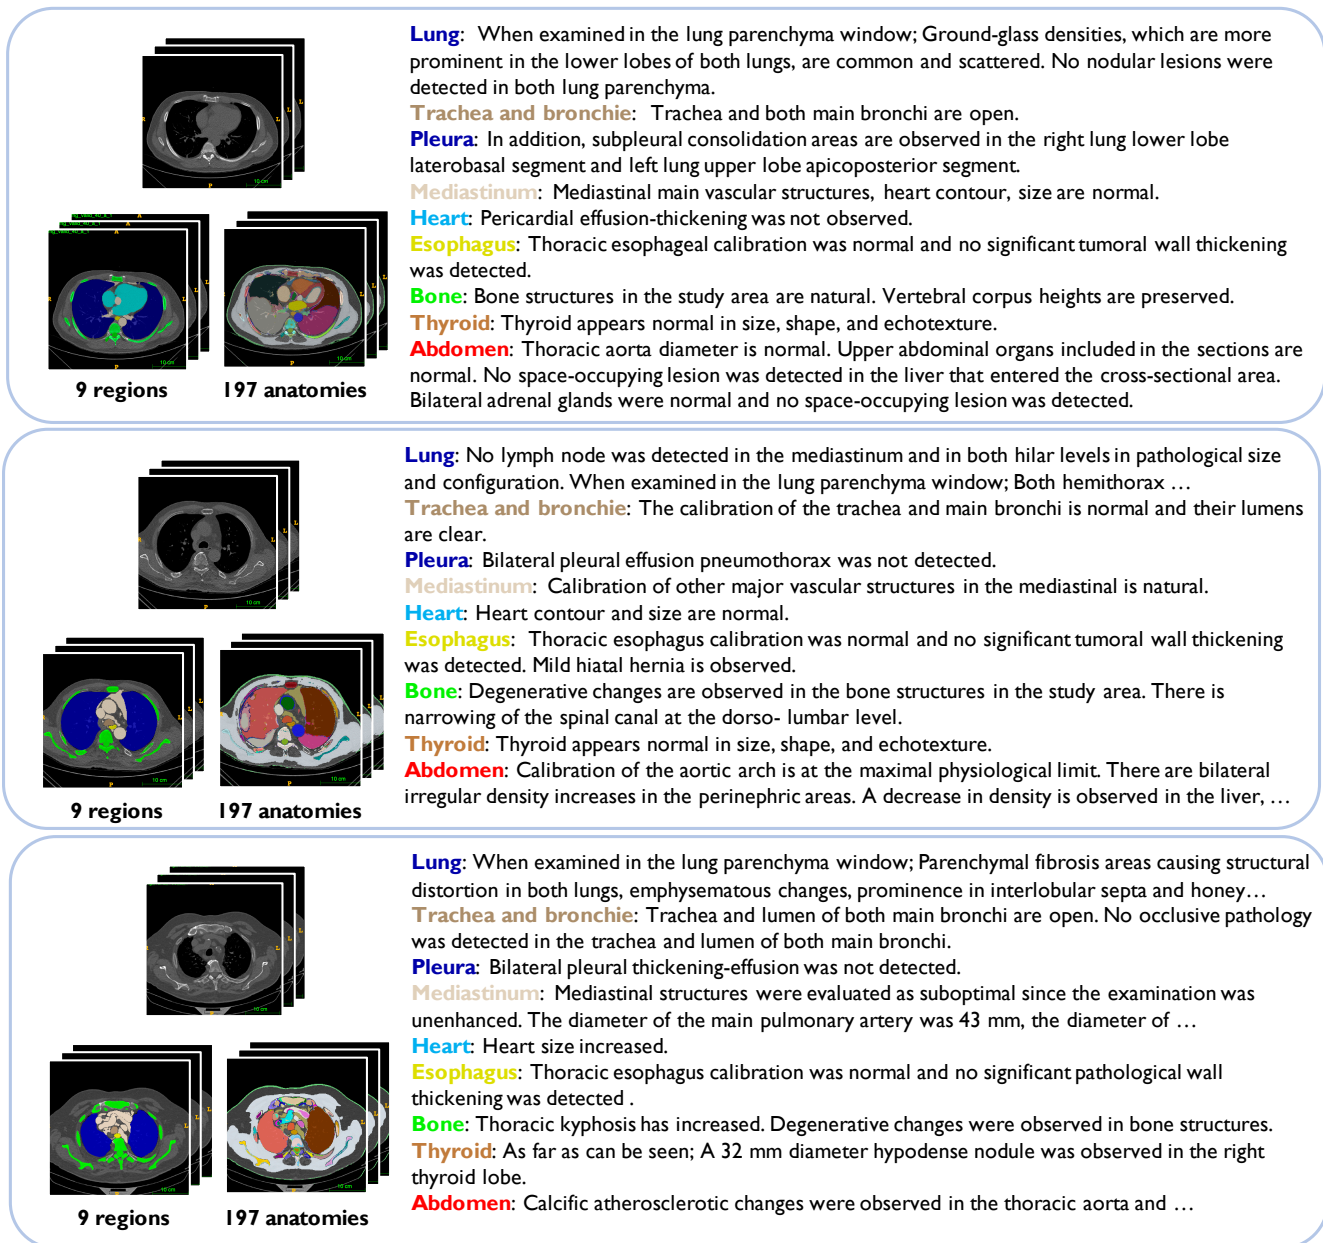 Lung: When examined in the lung parenchyma window; Ground-glass densities, which are more
prominent in the lower lobes of both lungs, are common and scattered. No nodular lesions were
detected in both lung parenchyma.
Trachea and bronchie: Trachea and both main bronchi are open.
Pleura: In addition, subpleural consolidation areas are observed in the right lung lower lobe
laterobasal segment and left lung upper lobe apicoposterior segment.
Mediastinum: Mediastinal main vascular structures, heart contour, size are normal.
Heart: Pericardial effusion-thickening was not observed.
Esophagus: Thoracic esophageal calibration was normal and no significant tumoral wall thickening
was detected.
Bone: Bone structures in the study area are natural. Vertebral corpus heights are preserved.
Thyroid: Thyroid appears normal in size, shape, and echotexture.
Abdomen: Thoracic aorta diameter is normal. Upper abdominal organs included in the sections are
normal. No space-occupying lesion was detected in the liver that entered the cross-sectional area.
Bilateral adrenal glands were normal and no space-occupying lesion was detected.
9 regions
197 anatomies
Lung: No lymph node was detected in the mediastinum and in both hilar levels in pathological size
and configuration. When examined in the lung parenchyma window; Both hemithorax …
Trachea and bronchie: The calibration of the trachea and main bronchi is normal and their lumens
are clear.
Pleura: Bilateral pleural effusion pneumothorax was not detected.
Mediastinum: Calibration of other major vascular structures in the mediastinal is natural.
Heart: Heart contour and size are normal.
Esophagus: Thoracic esophagus calibration was normal and no significant tumoral wall thickening
was detected. Mild hiatal hernia is observed.
Bone: Degenerative changes are observed in the bone structures in the study area. There is
narrowing of the spinal canal at the dorso- lumbar level.
Thyroid: Thyroid appears normal in size, shape, and echotexture.
Abdomen: Calibration of the aortic arch is at the maximal physiological limit. There are bilateral
irregular density increases in the perinephric areas. A decrease in density is observed in the liver, …
9 regions
197 anatomies
Lung: When examined in the lung parenchyma window; Parenchymal fibrosis areas causing structural
distortion in both lungs, emphysematous changes, prominence in interlobular septa and honey…
Trachea and bronchie: Trachea and lumen of both main bronchi are open. No occlusive pathology
was detected in the trachea and lumen of both main bronchi.
Pleura: Bilateral pleural thickening-effusion was not detected.
Mediastinum: Mediastinal structures were evaluated as suboptimal since the examination was
unenhanced. The diameter of the main pulmonary artery was 43 mm, the diameter of …
Heart: Heart size increased.
Esophagus: Thoracic esophagus calibration was normal and no significant pathological wall
thickening was detected .
Bone: Thoracic kyphosis has increased. Degenerative changes were observed in bone structures.
Thyroid: As far as can be seen; A 32 mm diameter hypodense nodule was observed in the right
thyroid lobe.
Abdomen: Calcific atherosclerotic changes were observed in the thoracic aorta and …
9 regions
197 anatomies